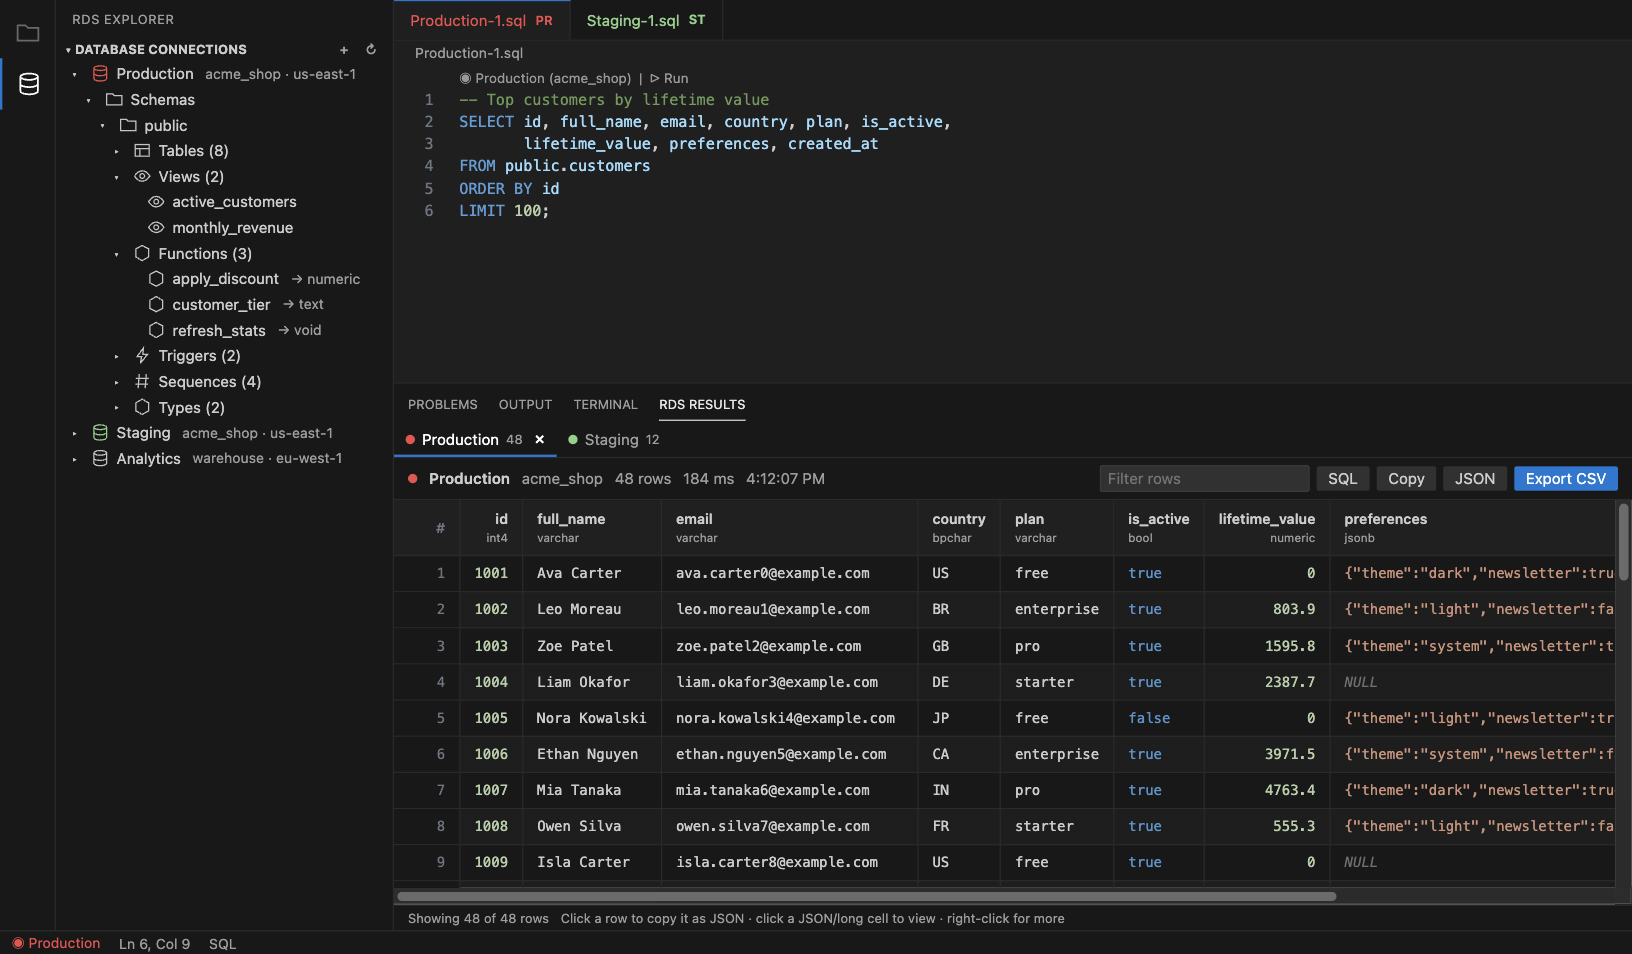 RDS EXPLORER
DATABASE CONNECTIONS
Production acme_shop · us-east-1
Schemas
public
Tables (8)
Views (2)
active_customers
monthly_revenue
Functions (3)
apply_discount → numeric
customer_tier → text
refresh_stats → void
Triggers (2)
Sequences (4)
Types (2)
Staging acme_shop · us-east-1
Analytics warehouse · eu-west-1
Production-1.sql PR Staging-1.sql ST
Production-1.sql
Production (acme_shop) | Run
1 -- Top customers by lifetime value
2 SELECT id, full_name, email, country, plan, is_active,
3 lifetime_value, preferences, created_at
4 FROM public.customers
5 ORDER BY id
6 LIMIT 100;
PROBLEMS OUTPUT TERMINAL RDS RESULTS
Production 48 × Staging 12
Production acme_shop 48 rows 184 ms 4:12:07 PM Filter rows SQL Copy JSON Export CSV
# id full_name email country plan is_active lifetime_value preferences
int4 varchar varchar bpchar varchar bool numeric jsonb
1 1001 Ava Carter ava.carter0@example.com US free true 0 {"theme":"dark","newsletter":tru
2 1002 Leo Moreau leo.moreau1@example.com BR enterprise true 803.9 {"theme":"light","newsletter":fa
3 1003 Zoe Patel zoe.patel2@example.com GB pro true 1595.8 {"theme":"system","newsletter":t
4 1004 Liam Okafor liam.okafor3@example.com DE starter true 2387.7 NULL
5 1005 Nora Kowalski nora.kowalski4@example.com JP free false 0 {"theme":"light","newsletter":tr
6 1006 Ethan Nguyen ethan.nguyen5@example.com CA enterprise true 3971.5 {"theme":"system","newsletter":f
7 1007 Mia Tanaka mia.tanaka6@example.com IN pro true 4763.4 {"theme":"dark","newsletter":tru
8 1008 Owen Silva owen.silva7@example.com FR starter true 555.3 {"theme":"light","newsletter":fa
9 1009 Isla Carter isla.carter8@example.com US free true 0 NULL
Showing 48 of 48 rows Click a row to copy it as JSON · click a JSON/long cell to view · right-click for more
Production Ln 6, Col 9 SQL